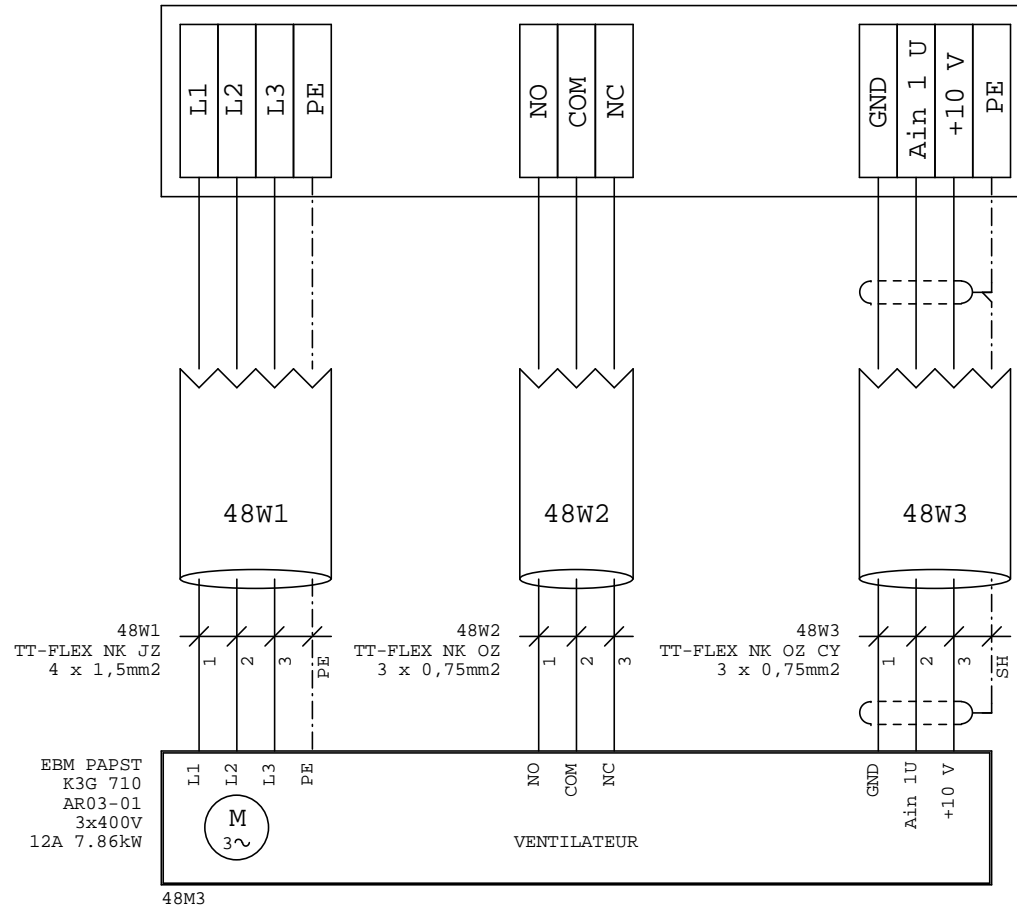 L1 L2 L3 PE
NO COM NC
GND Ain 1 U +10 V PE
48W1
48W2
48W3
48W1
TT-FLEX NK JZ
4 x 1,5mm2
1 2 3 PE
48W2
TT-FLEX NK OZ
3 x 0,75mm2
1 2 3
48W3
TT-FLEX NK OZ CY
3 x 0,75mm2
1 2 3 SH
EBM PAPST
K3G 710
AR03-01
3x400V
12A 7.86kW
L1 L2 L3 PE
M
3~
NO COM NC
VENTILATEUR
GND Ain 1U +10 V
48M3